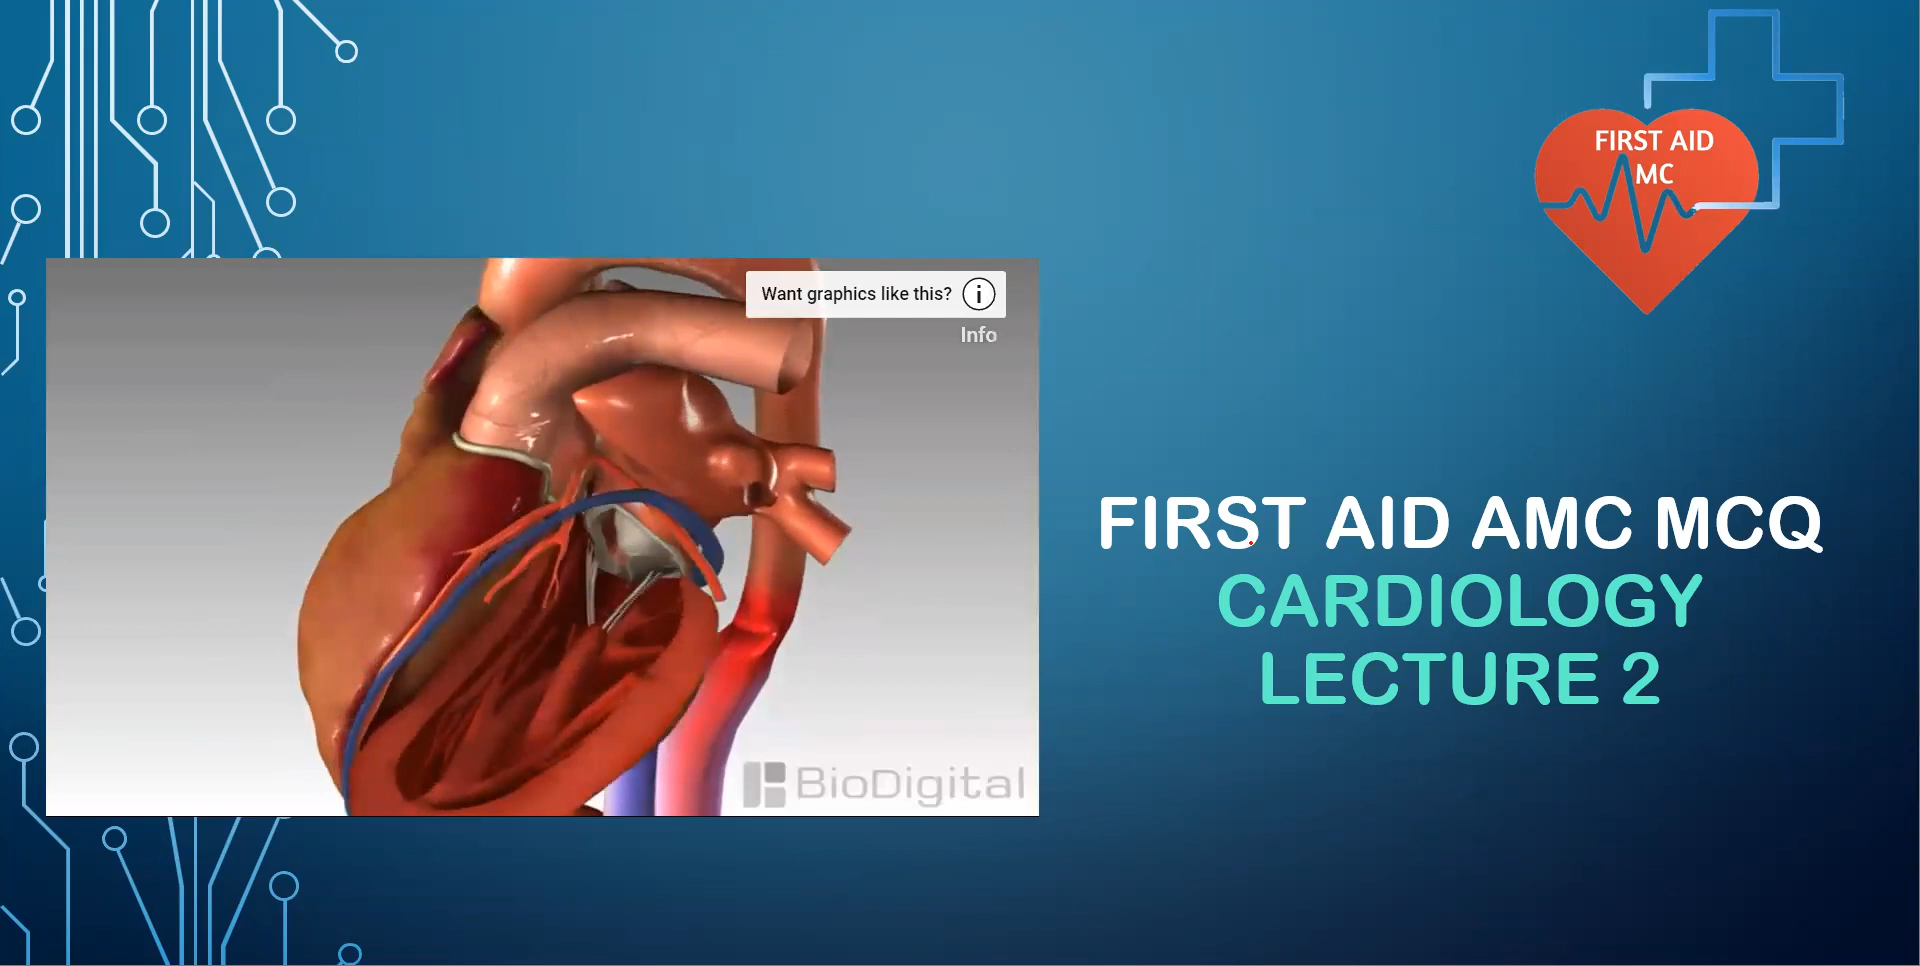 FIRST AID
MC
Want graphics like this? i
Info
FIRST AID AMC MCQ
CARDIOLOGY
LECTURE 2
BioDigital